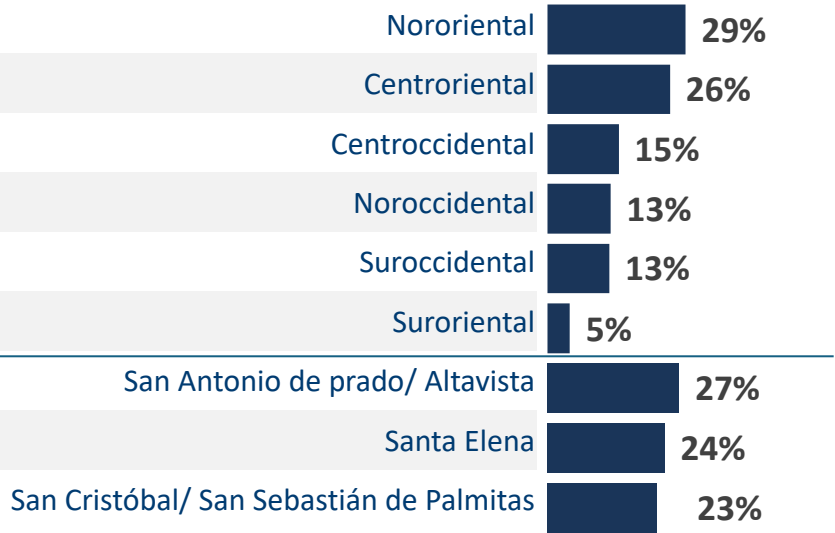 Nororiental 29%
Centroriental 26%
Centroccidental 15%
Noroccidental 13%
Suroccidental 13%
Suroriental 5%
San Antonio de prado/ Altavista 27%
Santa Elena 24%
San Cristóbal/ San Sebastián de Palmitas 23%